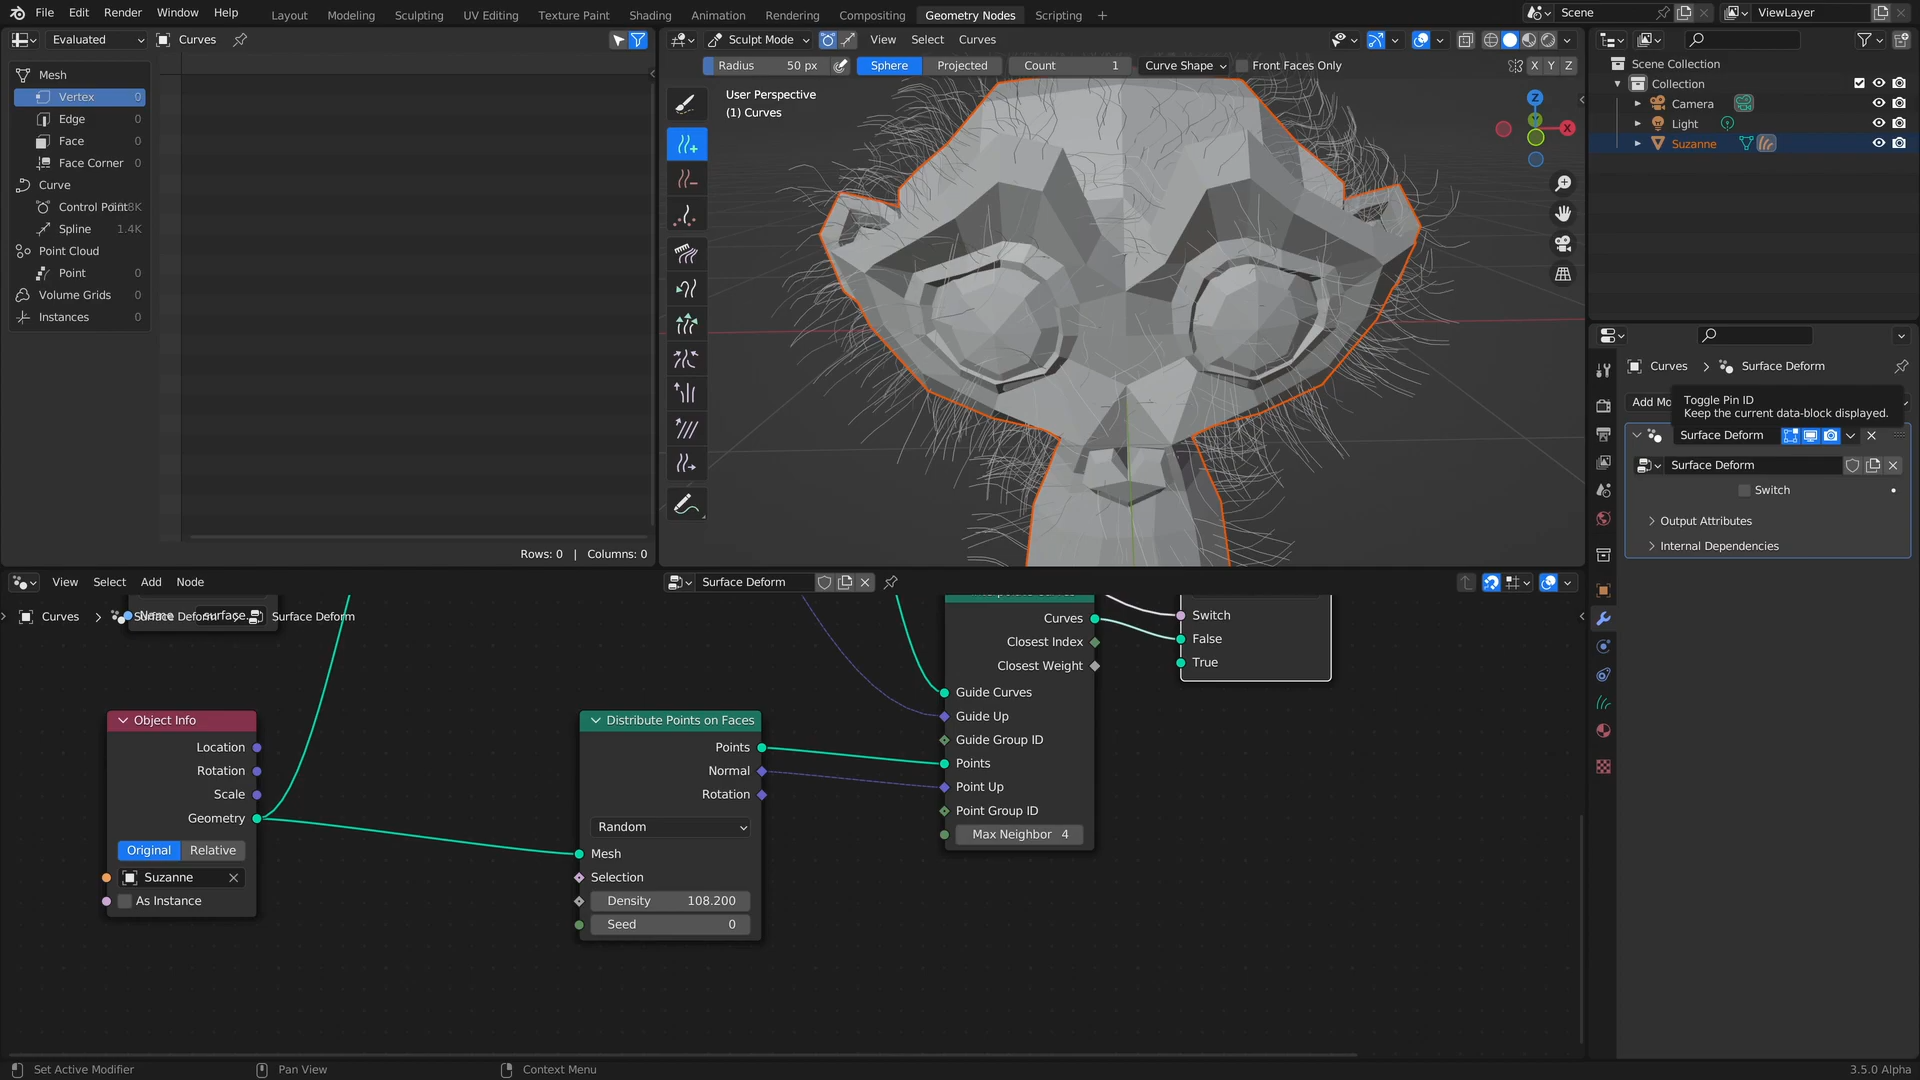 File Edit Render Window Help Layout Modeling Sculpting UV Editing Texture Paint Shading Animation Rendering Compositing Geometry Nodes Scripting
Scene ViewLayer
Evaluated Curves
Sculpt Mode View Select Curves
Radius 50 px Sphere Projected Count 1 Curve Shape Front Faces Only X Y Z
User Perspective
(1) Curves
Z
X
Mesh
Vertex 0
Edge 0
Face 0
Face Corner 0
Curve
Control Point 8K
Spline 1.4K
Point Cloud
Point 0
Volume Grids 0
Instances 0
Rows: 0 | Columns: 0
Scene Collection
Collection
Camera
Light
Suzanne
Curves > Surface Deform
Add Mo
Toggle Pin ID
Keep the current data-block displayed.
Surface Deform
Surface Deform
Switch
Output Attributes
Internal Dependencies
View Select Add Node Surface Deform
Curves > Surface Deform > Surface Deform
Name surface
Object Info
Location
Rotation
Scale
Geometry
Original Relative
Suzanne
As Instance
Distribute Points on Faces
Points
Normal
Rotation
Random
Mesh
Selection
Density 108.200
Seed 0
Curves
Closest Index
Closest Weight
Guide Curves
Guide Up
Guide Group ID
Points
Point Up
Point Group ID
Max Neighbor 4
Switch
False
True
Set Active Modifier Pan View Context Menu 3.5.0 Alpha